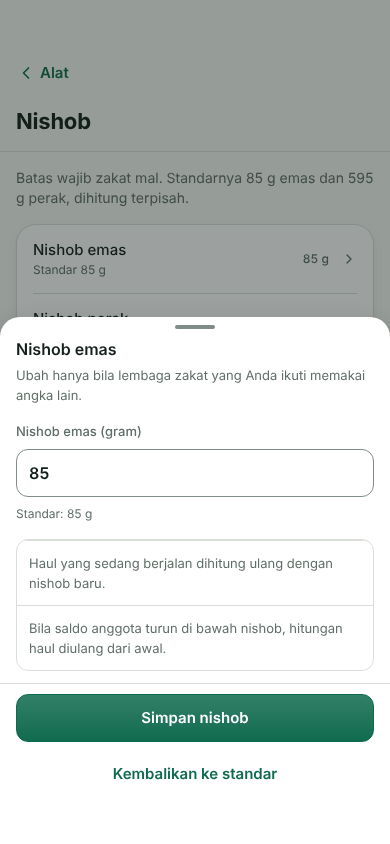 Alat
Nishob
Batas wajib zakat mal. Standarnya 85 g emas dan 595
g perak, dihitung terpisah.
Nishob emas
Standar 85 g
85 g
Nishob perak
Nishob emas
Ubah hanya bila lembaga zakat yang Anda ikuti memakai
angka lain.
Nishob emas (gram)
85
Standar: 85 g
Haul yang sedang berjalan dihitung ulang dengan
nishob baru.
Bila saldo anggota turun di bawah nishob, hitungan
haul diulang dari awal.
Simpan nishob
Kembalikan ke standar